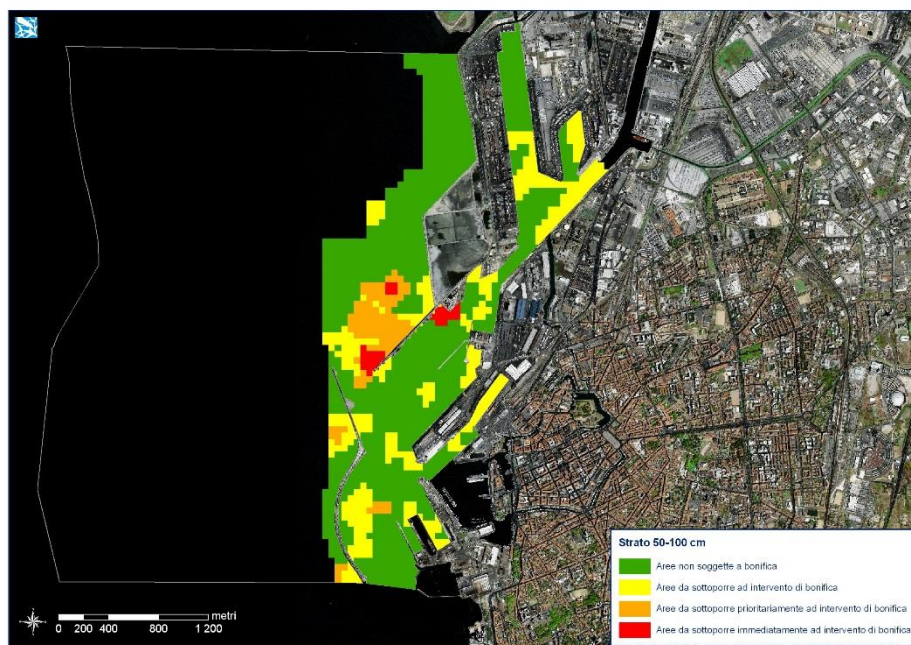 Strato 50-100 cm
Aree non soggette a bonifica
Aree da sottoporre ad intervento di bonifica
Aree da sottoporre prioritariamente ad intervento di bonifica
Aree da sottoporre immediatamente ad intervento di bonifica
metri
0 200 400 800 1 200